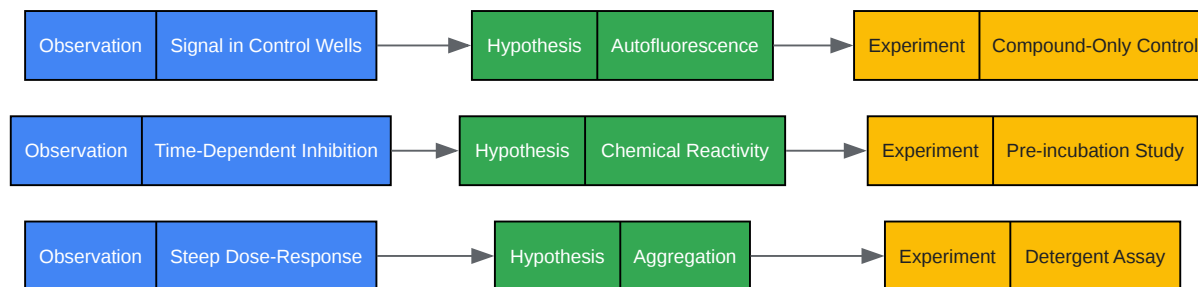 Observation Signal in Control Wells Hypothesis Autofluorescence Experiment Compound-Only Control
Observation Time-Dependent Inhibition Hypothesis Chemical Reactivity Experiment Pre-incubation Study
Observation Steep Dose-Response Hypothesis Aggregation Experiment Detergent Assay